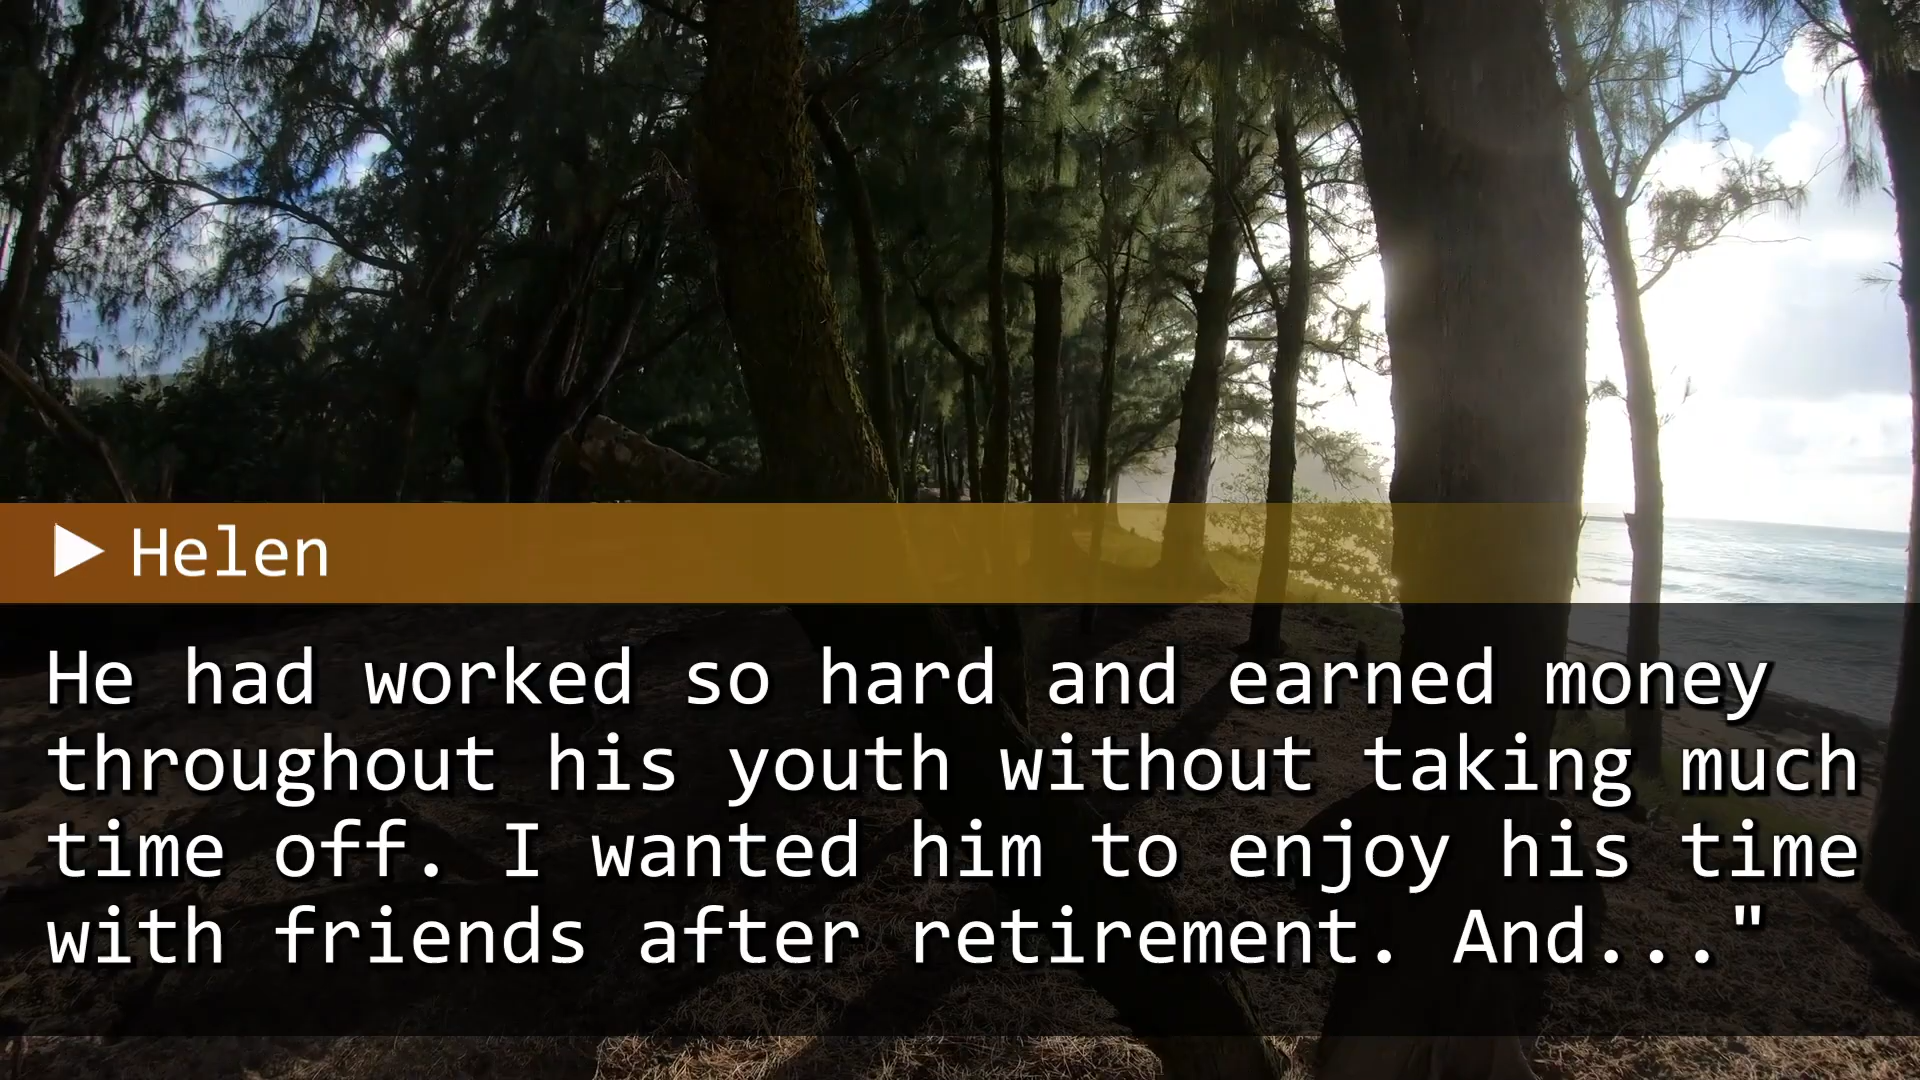 ▶ Helen
He had worked so hard and earned money
throughout his youth without taking much
time off. I wanted him to enjoy his time
with friends after retirement. And..."